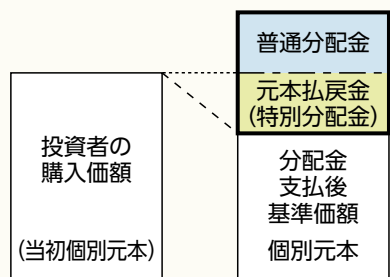 投資者の
購入価額
(当初個別元本)
普通分配金
元本払戻金
(特別分配金)
分配金
支払後
基準価額
個別元本